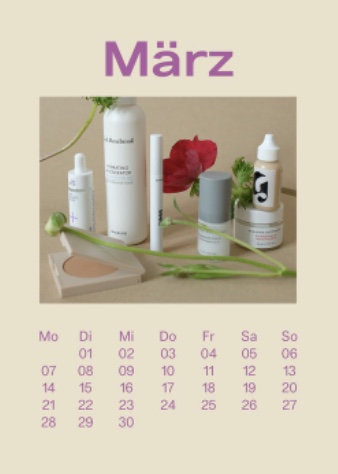 März
HYDRATING
ACCELERATOR
Mo Di Mi Do Fr Sa So
01 02 03 04 05 06
07 08 09 10 11 12 13
14 15 16 17 18 19 20
21 22 23 24 25 26 27
28 29 30